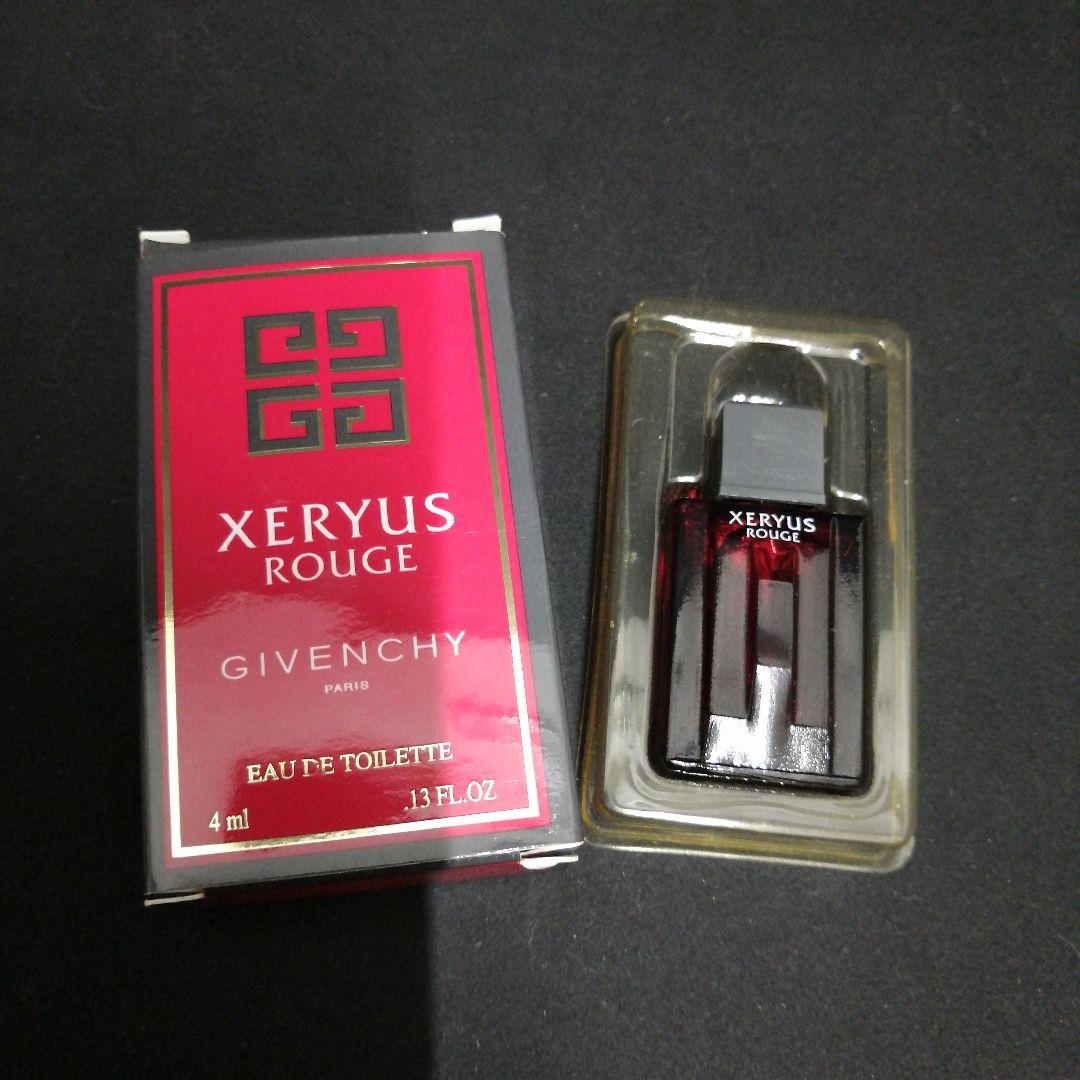 XERYUS
ROUGE
GIVENCHY
PARIS
EAU DE TOILETTE
4 ml .13 FL.OZ
XERYUS
ROUGE